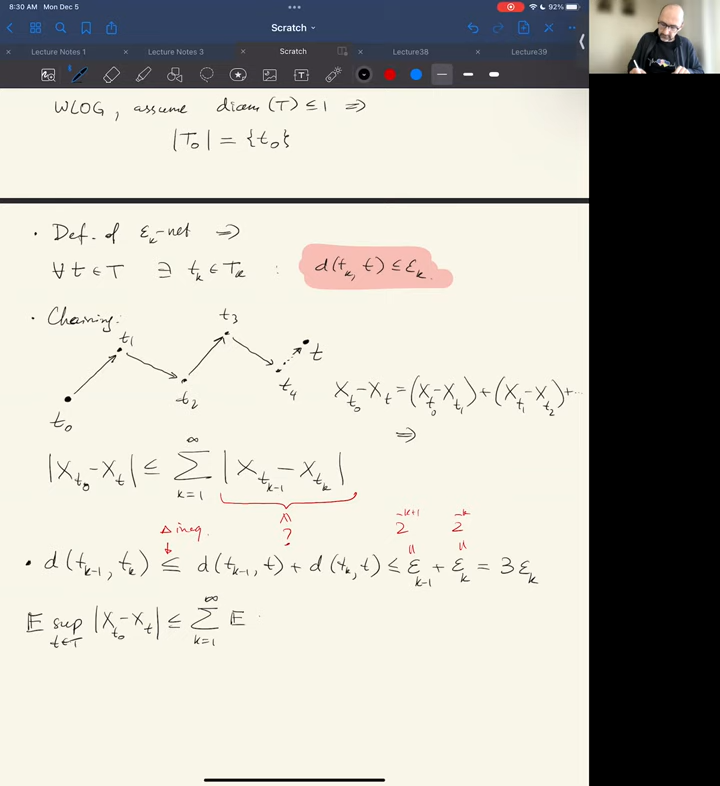 8:30 AM Mon Dec 5
92%
Scratch
Lecture Notes 1 Lecture Notes 3 Scratch Lecture38 Lecture39
WLOG, assume diam(T) ≤ 1 ⇒
|T₀| = {t₀}
· Def. of ε_k-net ⇒
∀ t ∈ T ∃ t_k ∈ T_k : d(t_k, t) ≤ ε_k.
· Chaining:
t₀ t₁ t₂ t₃ t₄ t
X_{t₀} - X_t = (X_{t₀} - X_{t₁}) + (X_{t₁} - X_{t₂}) + ...
⇒
|X_{t₀} - X_t| ≤ ∑_{k=1}^∞ |X_{t_{k-1}} - X_{t_k}|
Δ ineq. ≤ ? 2^{-k+1} 2^{-k}
· d(t_{k-1}, t_k) ≤ d(t_{k-1}, t) + d(t_k, t) ≤ ε_{k-1} + ε_k = 3ε_k
𝔼 sup_{t∈T} |X_{t₀} - X_t| ≤ ∑_{k=1}^∞ 𝔼